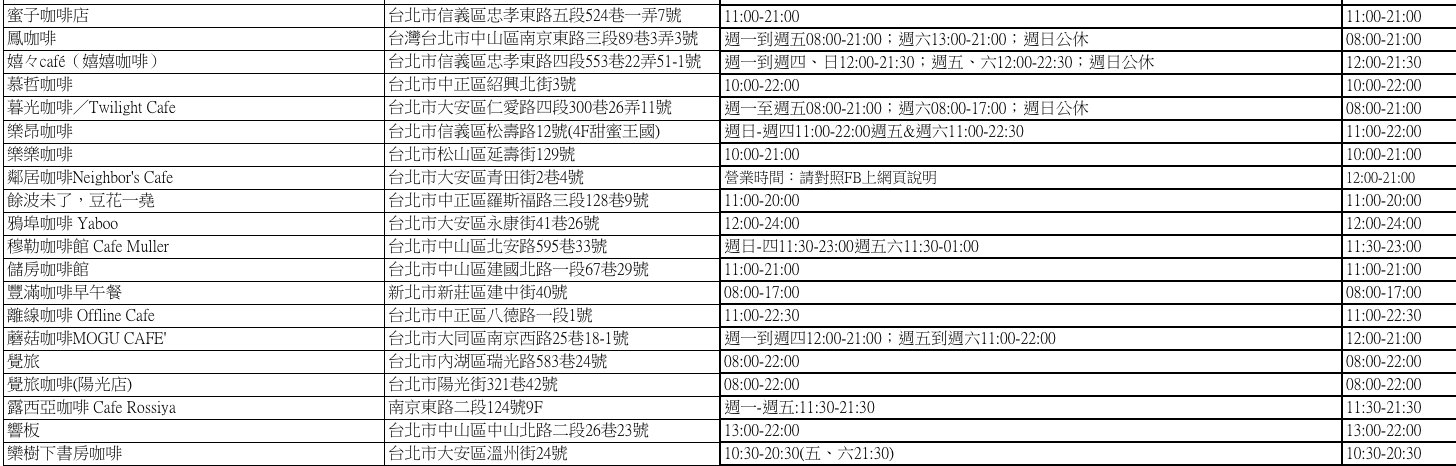 蜜子咖啡店 台北市信義區忠孝東路五段524巷一弄7號 11:00-21:00 11:00-21:00
鳳咖啡 台灣台北市中山區南京東路三段89巷3弄3號 週一到週五08:00-21:00；週六13:00-21:00；週日公休 08:00-21:00
嬉々café（嬉嬉咖啡） 台北市信義區忠孝東路四段553巷22弄51-1號 週一到週四、日12:00-21:30；週五、六12:00-22:30；週日公休 12:00-21:30
慕哲咖啡 台北市中正區紹興北街3號 10:00-22:00 10:00-22:00
暮光咖啡／Twilight Cafe 台北市大安區仁愛路四段300巷26弄11號 週一至週五08:00-21:00；週六08:00-17:00；週日公休 08:00-21:00
樂昂咖啡 台北市信義區松壽路12號(4F甜蜜王國) 週日-週四11:00-22:00週五&週六11:00-22:30 11:00-22:00
樂樂咖啡 台北市松山區延壽街129號 10:00-21:00 10:00-21:00
鄰居咖啡Neighbor's Cafe 台北市大安區青田街2巷4號 營業時間：請對照FB上網頁說明 12:00-21:00
餘波未了，豆花一堯 台北市中正區羅斯福路三段128巷9號 11:00-20:00 11:00-20:00
鴉埠咖啡 Yaboo 台北市大安區永康街41巷26號 12:00-24:00 12:00-24:00
穆勒咖啡館 Cafe Muller 台北市中山區北安路595巷33號 週日-四11:30-23:00週五六11:30-01:00 11:30-23:00
儲房咖啡館 台北市中山區建國北路一段67巷29號 11:00-21:00 11:00-21:00
豐滿咖啡早午餐 新北市新莊區建中街40號 08:00-17:00 08:00-17:00
離線咖啡 Offline Cafe 台北市中正區八德路一段1號 11:00-22:30 11:00-22:30
蘑菇咖啡MOGU CAFE' 台北市大同區南京西路25巷18-1號 週一到週四12:00-21:00；週五到週六11:00-22:00 12:00-21:00
覺旅 台北市內湖區瑞光路583巷24號 08:00-22:00 08:00-22:00
覺旅咖啡(陽光店) 台北市陽光街321巷42號 08:00-22:00 08:00-22:00
露西亞咖啡 Cafe Rossiya 南京東路二段124號9F 週一-週五:11:30-21:30 11:30-21:30
響板 台北市中山區中山北路二段26巷23號 13:00-22:00 13:00-22:00
欒樹下書房咖啡 台北市大安區溫州街24號 10:30-20:30(五、六21:30) 10:30-20:30